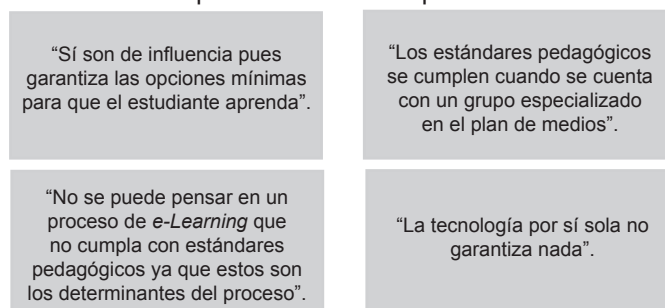 “Sí son de influencia pues
garantiza las opciones mínimas
para que el estudiante aprenda”.
“Los estándares pedagógicos
se cumplen cuando se cuenta
con un grupo especializado
en el plan de medios”.
“No se puede pensar en un
proceso de e-Learning que
no cumpla con estándares
pedagógicos ya que estos son
los determinantes del proceso”.
“La tecnología por sí sola no
garantiza nada”.